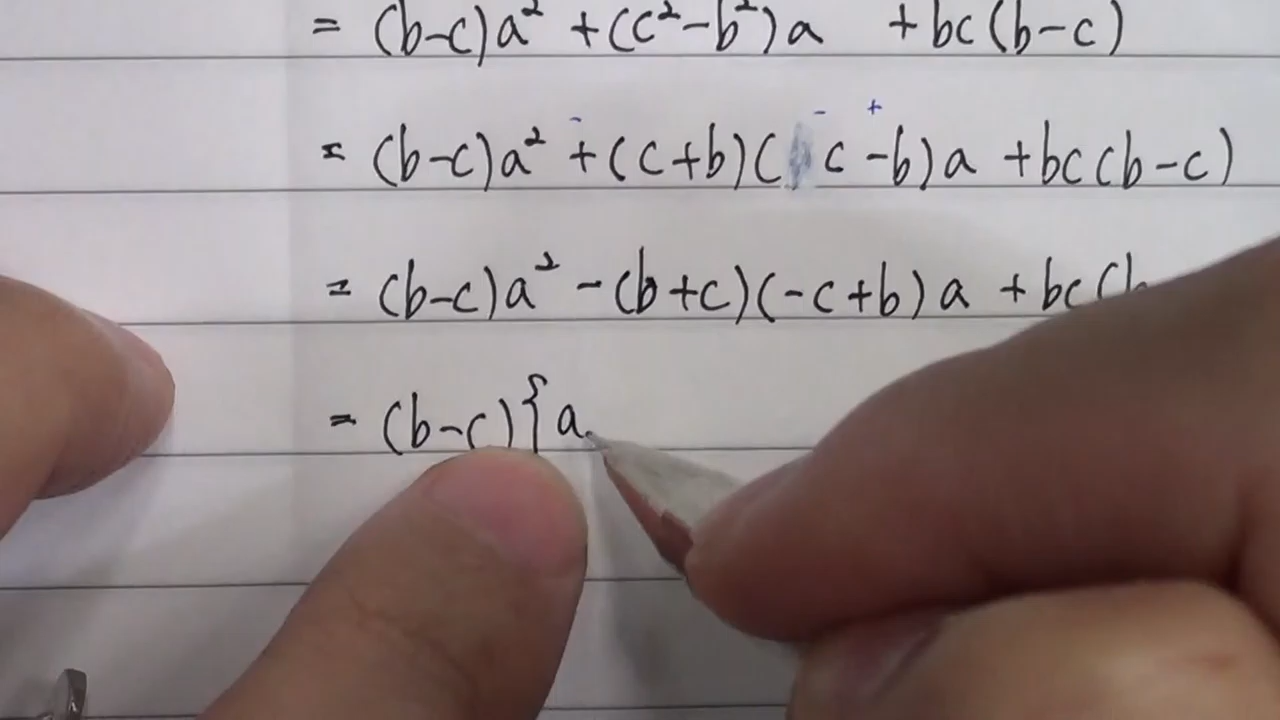 = (b-c)a² +(c²-b²)a +bc(b-c)
- - +
= (b-c)a² +(c+b)( c-b)a +bc(b-c)
= (b-c)a² -(b+c)(-c+b)a +bc(b
= (b-c){a